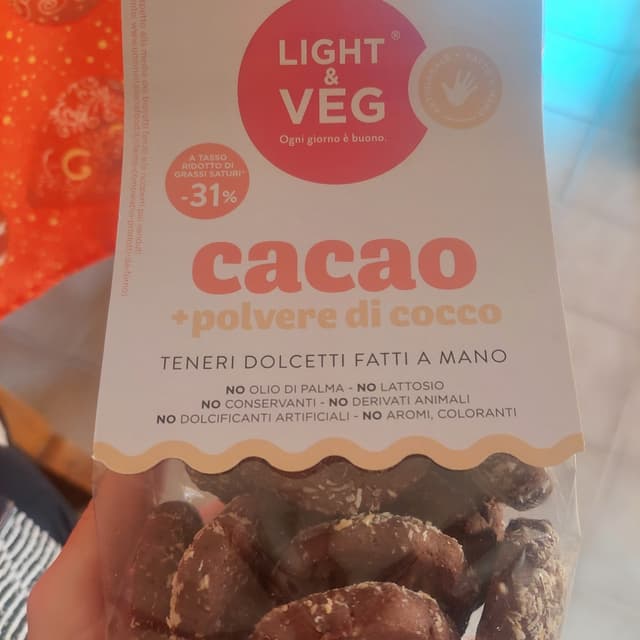 LIGHT®
&
VEG
Ogni giorno è buono.
A TASSO
RIDOTTO DI
GRASSI SATURI*
-31%
cacao
+polvere di cocco
TENERI DOLCETTI FATTI A MANO
NO OLIO DI PALMA - NO LATTOSIO
NO CONSERVANTI - NO DERIVATI ANIMALI
NO DOLCIFICANTI ARTIFICIALI - NO AROMI, COLORANTI